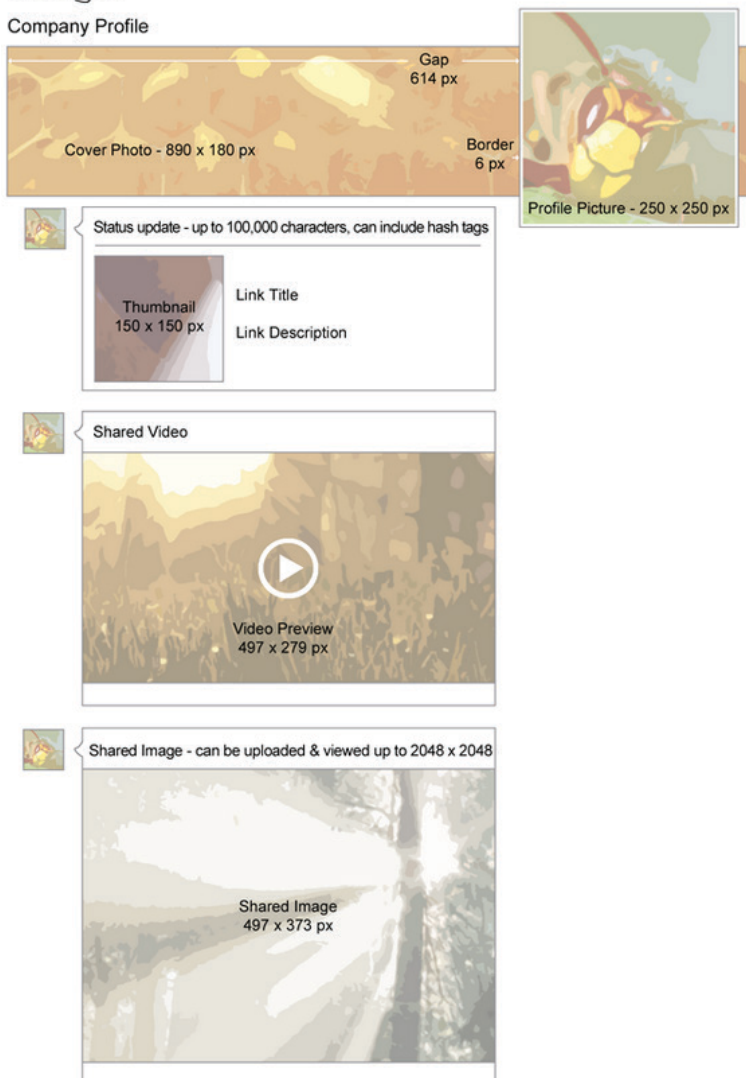 Company Profile
Gap
614 px
Cover Photo - 890 x 180 px
Border
6 px
Profile Picture - 250 x 250 px
Status update - up to 100,000 characters, can include hash tags
Thumbnail
150 x 150 px
Link Title
Link Description
Shared Video
Video Preview
497 x 279 px
Shared Image - can be uploaded & viewed up to 2048 x 2048
Shared Image
497 x 373 px